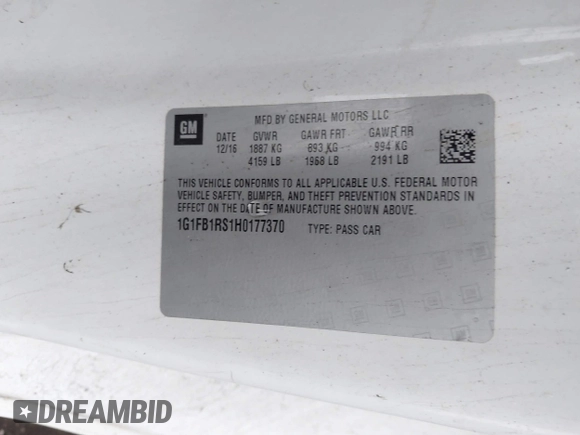 MFD BY GENERAL MOTORS LLC
GM
DATE GVWR GAWR FRT GAWR RR
12/16 1887 KG 893 KG 994 KG
4159 LB 1968 LB 2191 LB
THIS VEHICLE CONFORMS TO ALL APPLICABLE U.S. FEDERAL MOTOR
VEHICLE SAFETY, BUMPER, AND THEFT PREVENTION STANDARDS IN
EFFECT ON THE DATE OF MANUFACTURE SHOWN ABOVE.
1G1FB1RS1H0177370 TYPE: PASS CAR
DREAMBID